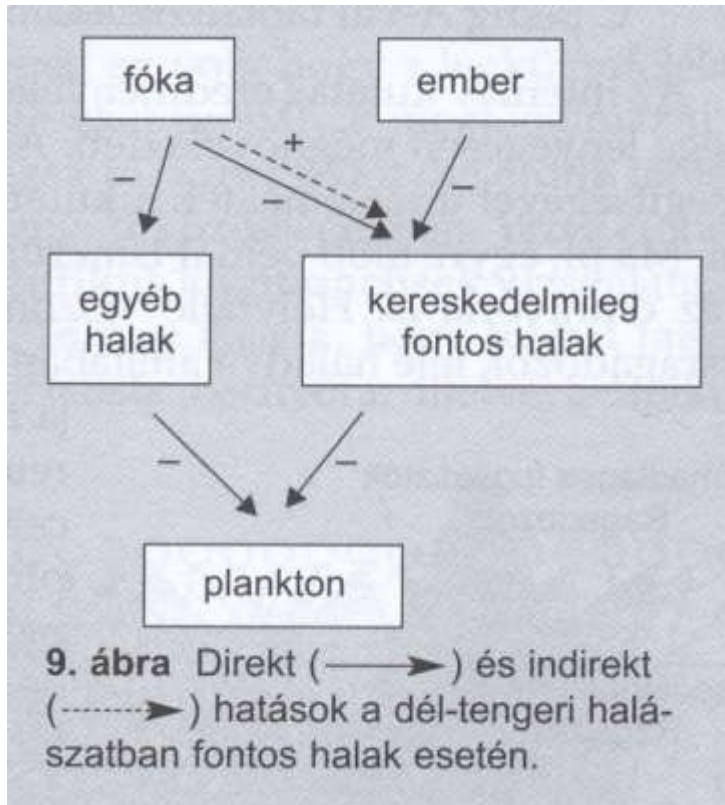 fóka
ember
+
–
–
–
egyéb
halak
kereskedelmileg
fontos halak
–
–
plankton
9. ábra Direkt (⟶) és indirekt
(┈┈➤) hatások a dél-tengeri halá-
szatban fontos halak esetén.